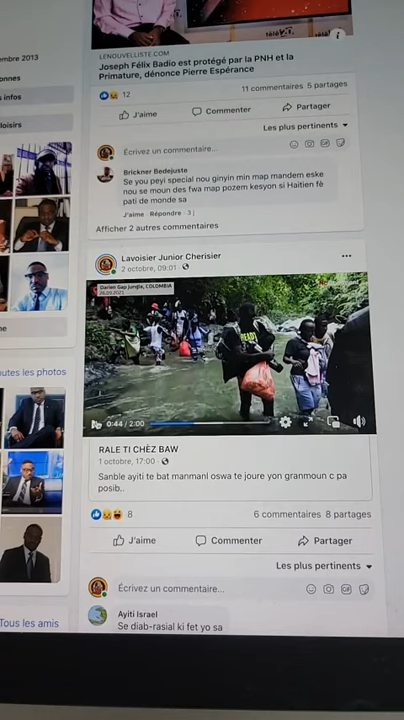 LENOUVELLISTE.COM
Joseph Félix Badio est protégé par la PNH et la
Primature, dénonce Pierre Espérance
12
11 commentaires 5 partages
J'aime
Commenter
Partager
Les plus pertinents
Écrivez un commentaire...
Brickner Bedejuste
Se you peyi special nou ginyin min map mandem eske
nou se moun des fwa map pozem kesyon si Haitien fè
pati de monde sa
J'aime · Répondre · 3 j
Afficher 2 autres commentaires
Lavoisier Junior Cherisier
2 octobre, 09:01
Darien Gap Jungla, COLOMBIA
READY
0:44 / 2:00
RALE TI CHÈZ BAW
1 octobre, 17:00
Sanble ayiti te bat manmanl oswa te joure yon granmoun c pa
posib..
8
6 commentaires 8 partages
J'aime
Commenter
Partager
Les plus pertinents
Écrivez un commentaire...
Ayiti Israel
Se diab-rasial ki fet yo sa
embre 2013
onnes
infos
loisirs
outes les photos
Tous les amis